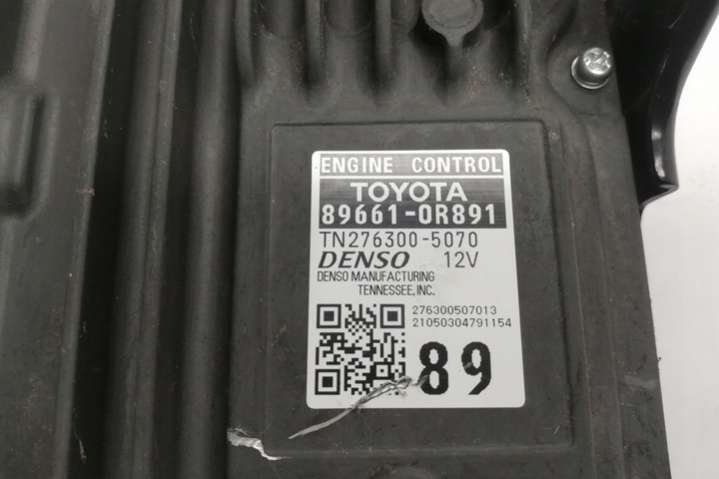 ENGINE CONTROL
TOYOTA
89661-0R891
TN276300-5070
DENSO 12V
DENSO MANUFACTURING
TENNESSEE, INC.
276300507013
21050304791154
89